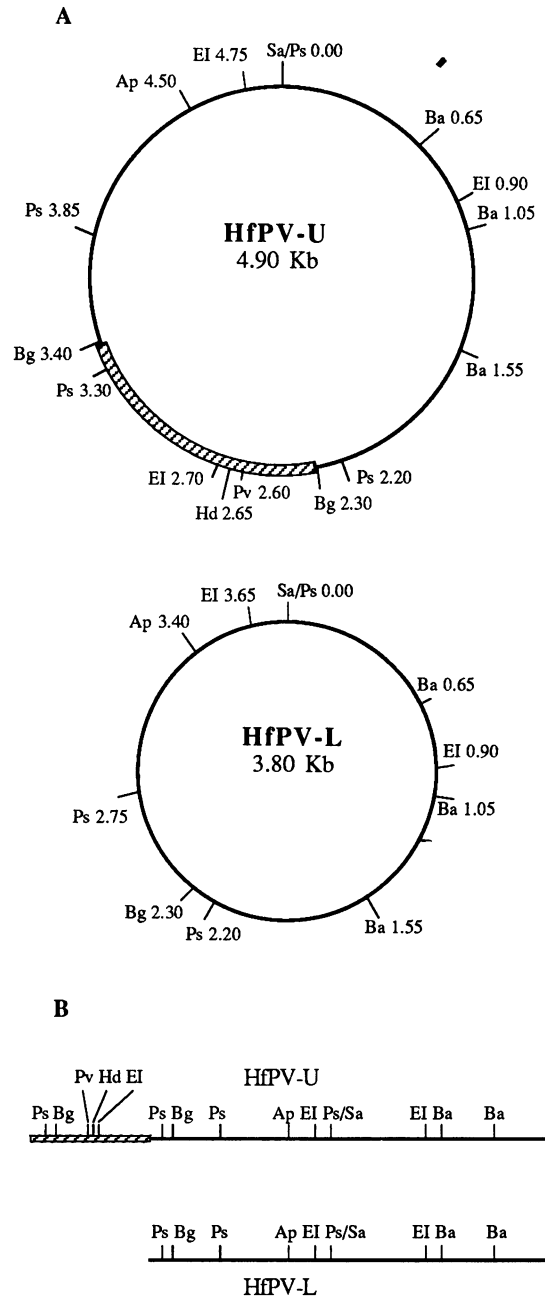 A
EI 4.75
Sa/Ps 0.00
Ap 4.50
Ba 0.65
EI 0.90
Ps 3.85
Ba 1.05
HfPV-U
4.90 Kb
Bg 3.40
Ba 1.55
Ps 3.30
EI 2.70
Ps 2.20
Pv 2.60
Bg 2.30
Hd 2.65
EI 3.65
Sa/Ps 0.00
Ap 3.40
Ba 0.65
HfPV-L
3.80 Kb
EI 0.90
Ps 2.75
Ba 1.05
Bg 2.30
Ps 2.20
Ba 1.55
B
Pv Hd EI
HfPV-U
Ps Bg Ps Bg Ps Ap EI Ps/Sa EI Ba Ba
Ps Bg Ps Ap EI Ps/Sa EI Ba Ba
HfPV-L